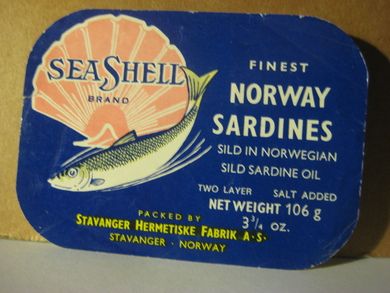 SEASHELL
BRAND
FINEST
NORWAY
SARDINES
SILD IN NORWEGIAN
SILD SARDINE OIL
TWO LAYER SALT ADDED
NET WEIGHT 106 g
3¾ oz.
PACKED BY
STAVANGER HERMETISKE FABRIK A·S·
STAVANGER · NORWAY